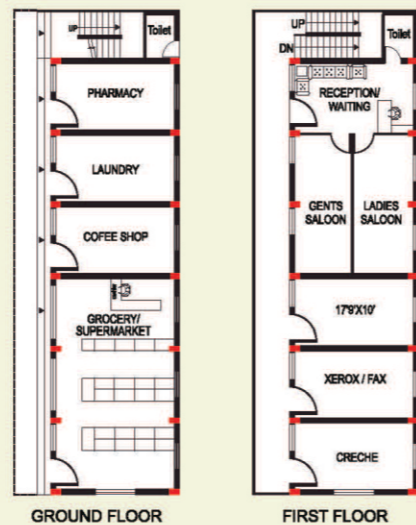 UP
Toilet
PHARMACY
LAUNDRY
COFEE SHOP
GROCERY/
SUPERMARKET
GROUND FLOOR
UP
DN
Toilet
RECEPTION/
WAITING
GENTS
SALOON
LADIES
SALOON
17'9'X10'
XEROX / FAX
CRECHE
FIRST FLOOR